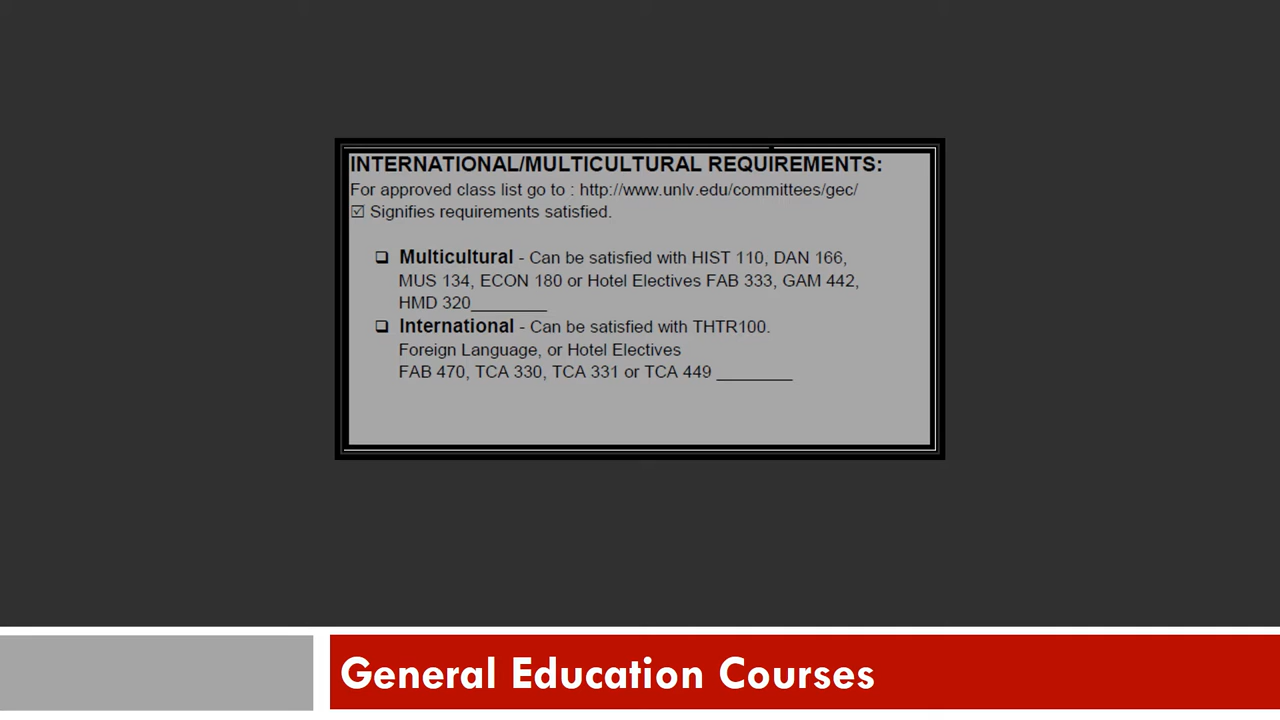 INTERNATIONAL/MULTICULTURAL REQUIREMENTS:
For approved class list go to : http://www.unlv.edu/committees/gec/
☑ Signifies requirements satisfied.
❑ Multicultural - Can be satisfied with HIST 110, DAN 166,
MUS 134, ECON 180 or Hotel Electives FAB 333, GAM 442,
HMD 320________
❑ International - Can be satisfied with THTR100.
Foreign Language, or Hotel Electives
FAB 470, TCA 330, TCA 331 or TCA 449 ________
General Education Courses